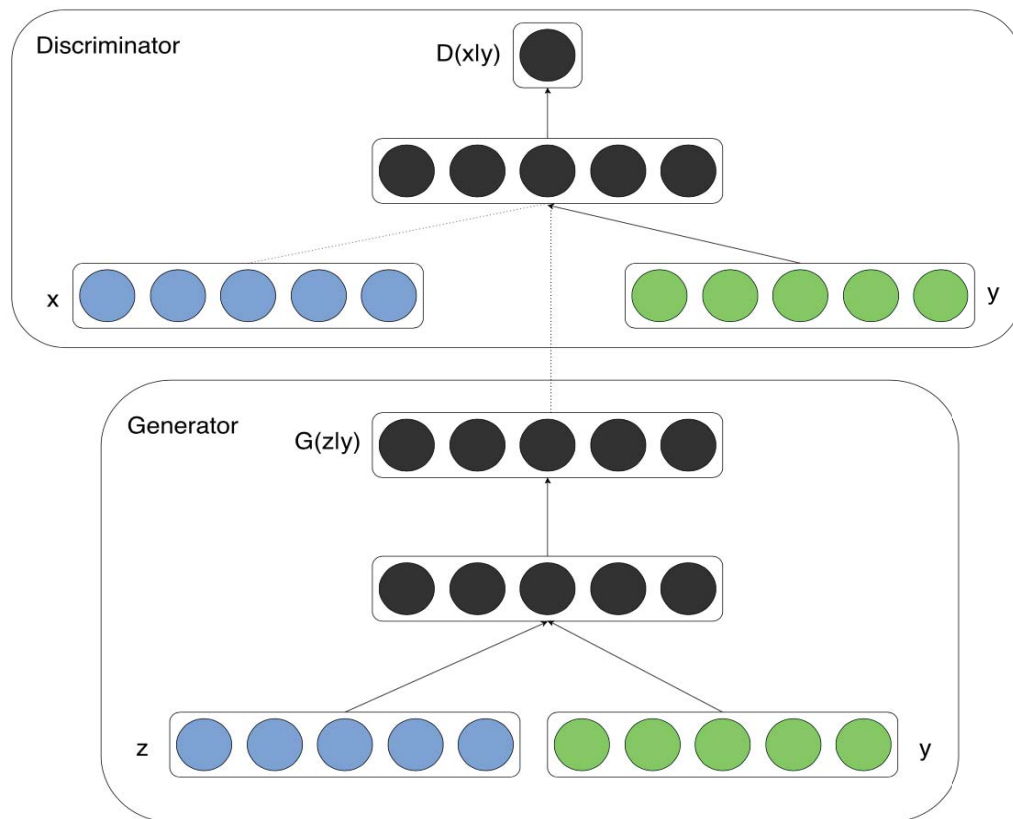 Discriminator
D(x|y)
x
y
Generator
G(z|y)
z
y